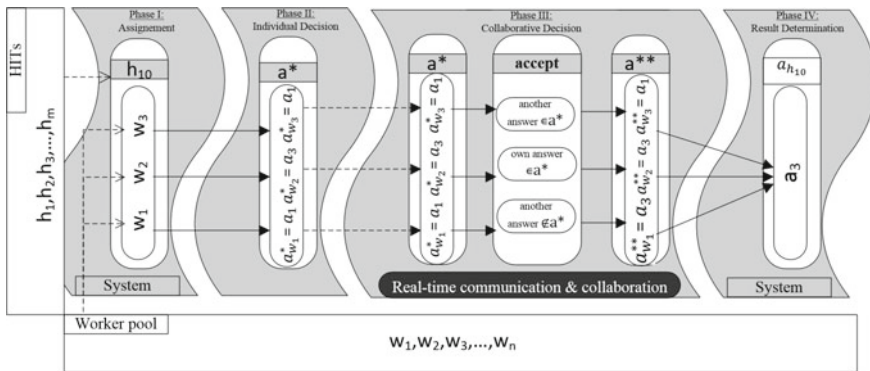 HITs
h₁,h₂,h₃,...,hₘ
Phase I:
Assignement
h₁₀
w₃
w₂
w₁
System
Phase II:
Individual Decision
a*
a*w₁ = a₁ a*w₂ = a₃ a*w₃ = a₁
Phase III:
Collaborative Decision
a*
a*w₁ = a₁ a*w₂ = a₃ a*w₃ = a₁
accept
another
answer ∈a*
own answer
∈a*
another
answer ∉a*
a**
a**w₁ = a₃ a**w₂ = a₃ a**w₃ = a₁
Real-time communication & collaboration
Phase IV:
Result Determination
aₕ₁₀
a₃
System
Worker pool
w₁,w₂,w₃,...,wₙ